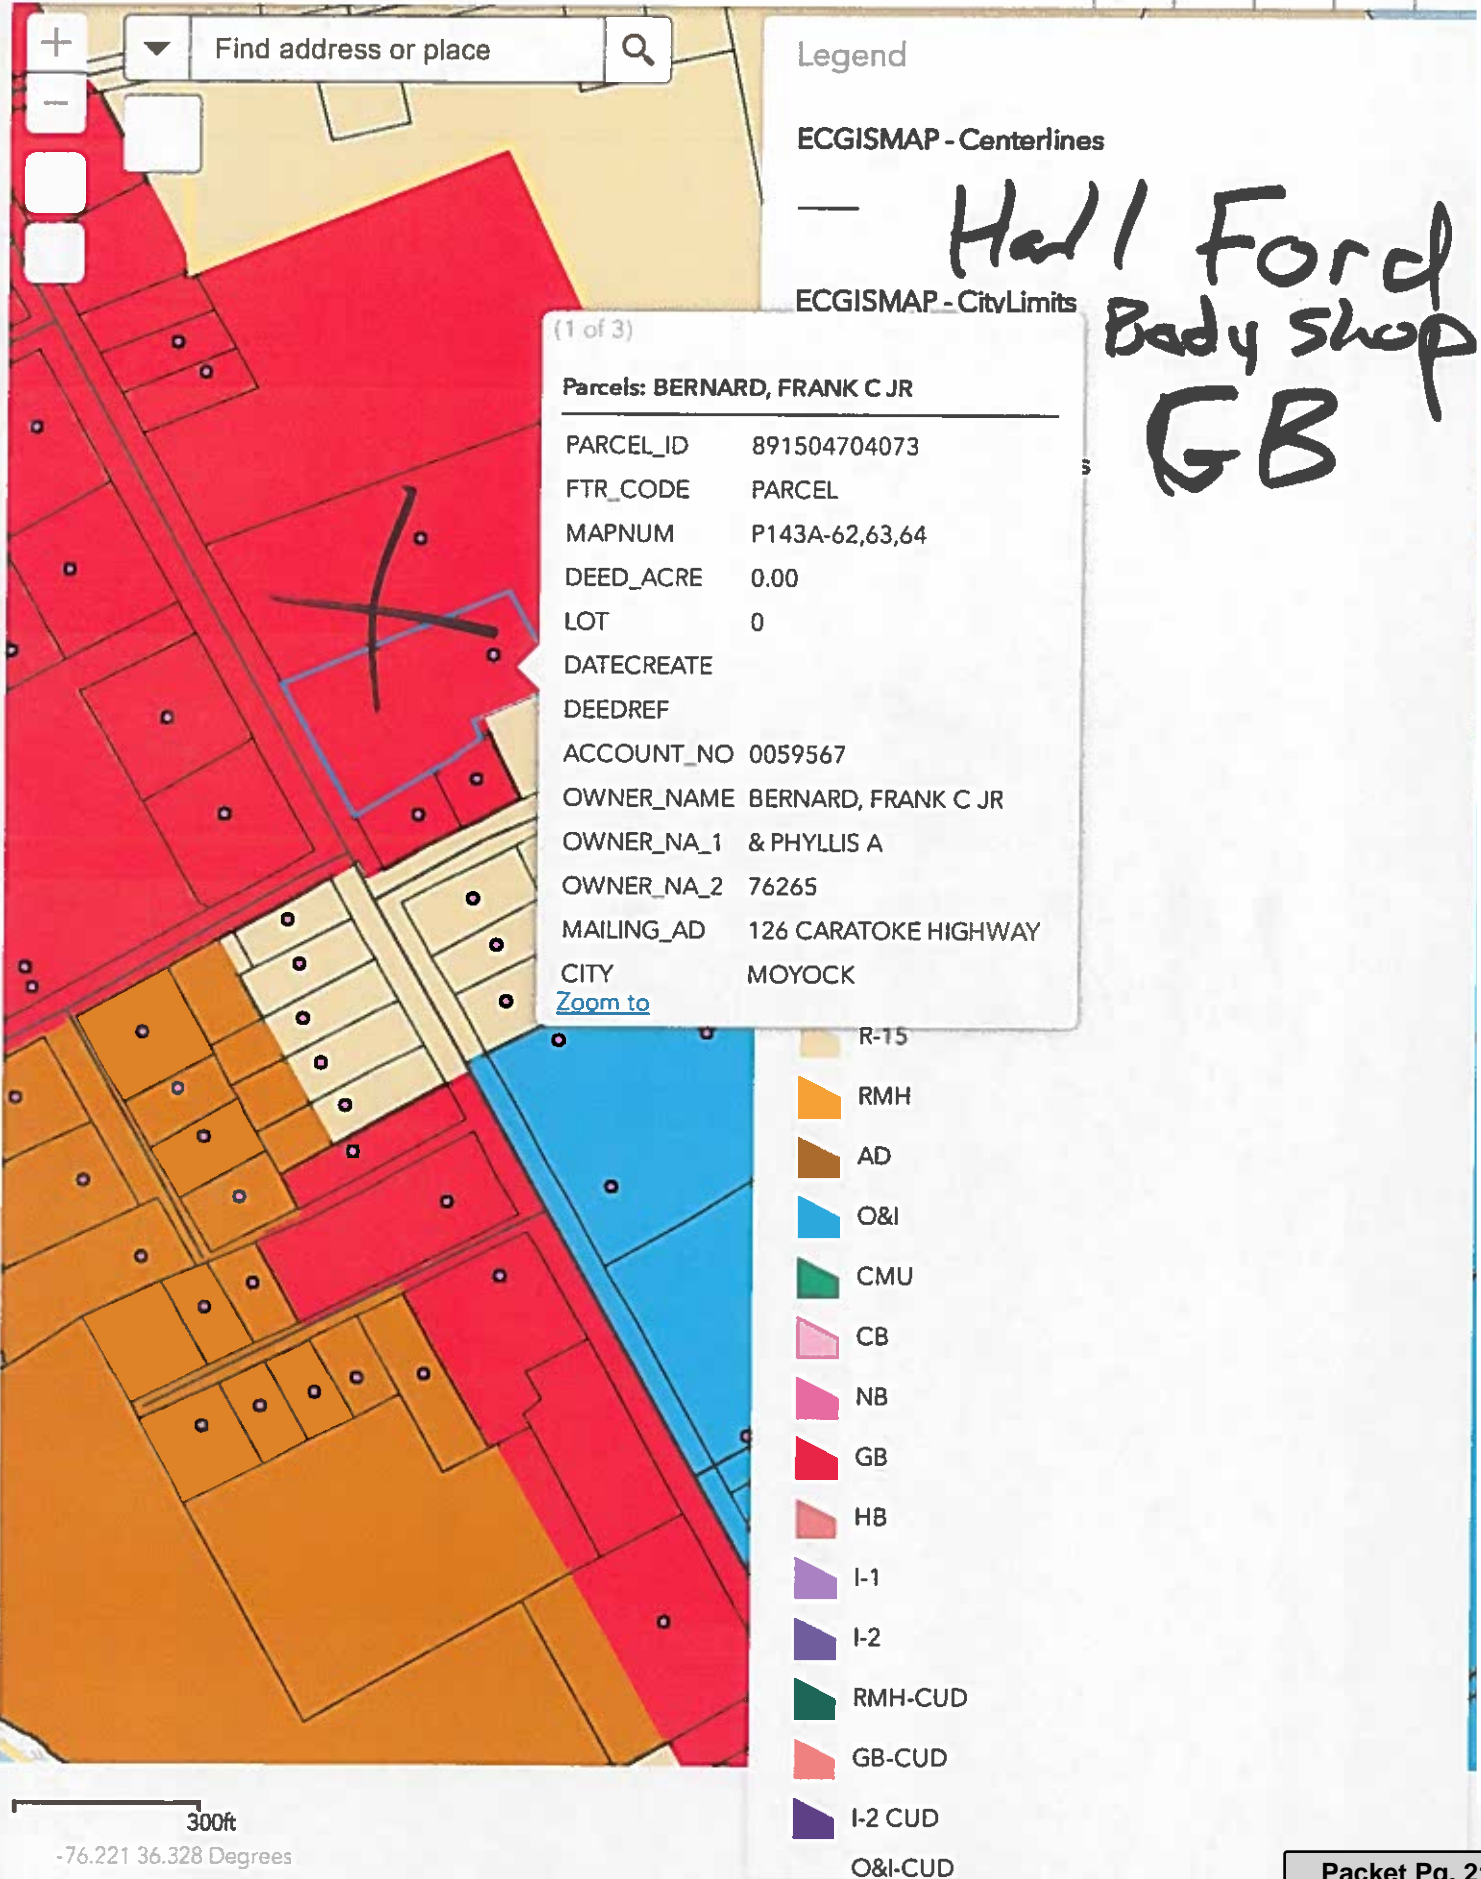 Find address or place
Legend
ECGISMAP - Centerlines
Hall Ford
ECGISMAP - CityLimits
Body Shop
GB
(1 of 3)
Parcels: BERNARD, FRANK C JR
PARCEL_ID 891504704073
FTR_CODE PARCEL
MAPNUM P143A-62,63,64
DEED_ACRE 0.00
LOT 0
DATECREATE
DEEDREF
ACCOUNT_NO 0059567
OWNER_NAME BERNARD, FRANK C JR
OWNER_NA_1 & PHYLLIS A
OWNER_NA_2 76265
MAILING_AD 126 CARATOKE HIGHWAY
CITY MOYOCK
Zoom to
R-15
RMH
AD
O&I
CMU
CB
NB
GB
HB
I-1
I-2
RMH-CUD
GB-CUD
I-2 CUD
O&I-CUD
300ft
-76.221 36.328 Degrees
Packet Pg.